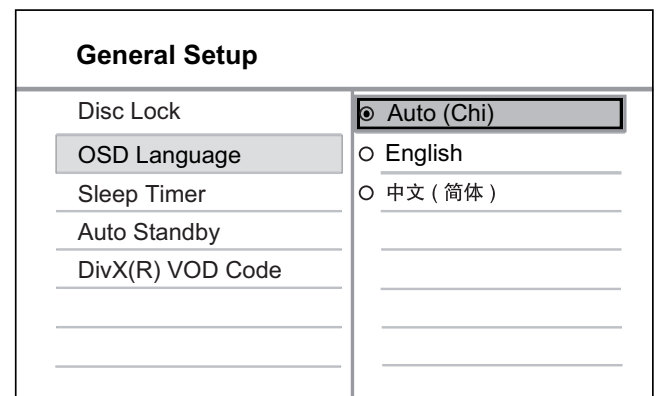 General Setup
Disc Lock
OSD Language
Sleep Timer
Auto Standby
DivX(R) VOD Code
Auto (Chi)
English
中文 ( 简体 )